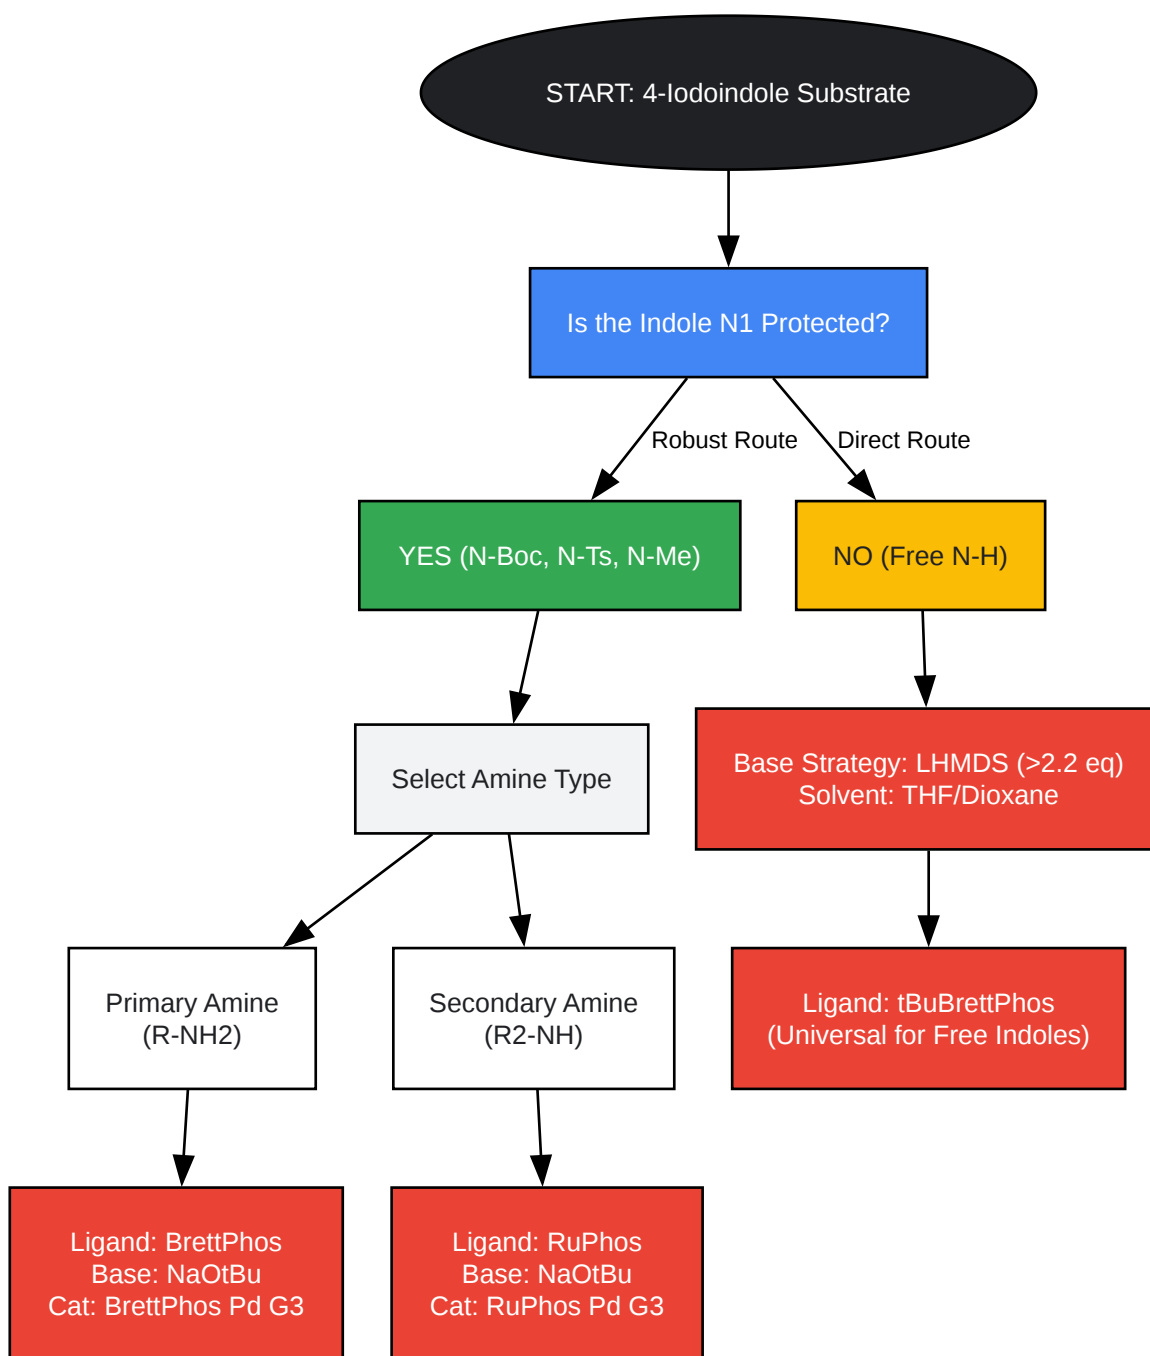 START: 4-Iodoindole Substrate
Is the Indole N1 Protected?
Robust Route
Direct Route
YES (N-Boc, N-Ts, N-Me)
NO (Free N-H)
Select Amine Type
Base Strategy: LHMDS (>2.2 eq)
Solvent: THF/Dioxane
Primary Amine
(R-NH2)
Secondary Amine
(R2-NH)
Ligand: tBuBrettPhos
(Universal for Free Indoles)
Ligand: BrettPhos
Base: NaOtBu
Cat: BrettPhos Pd G3
Ligand: RuPhos
Base: NaOtBu
Cat: RuPhos Pd G3